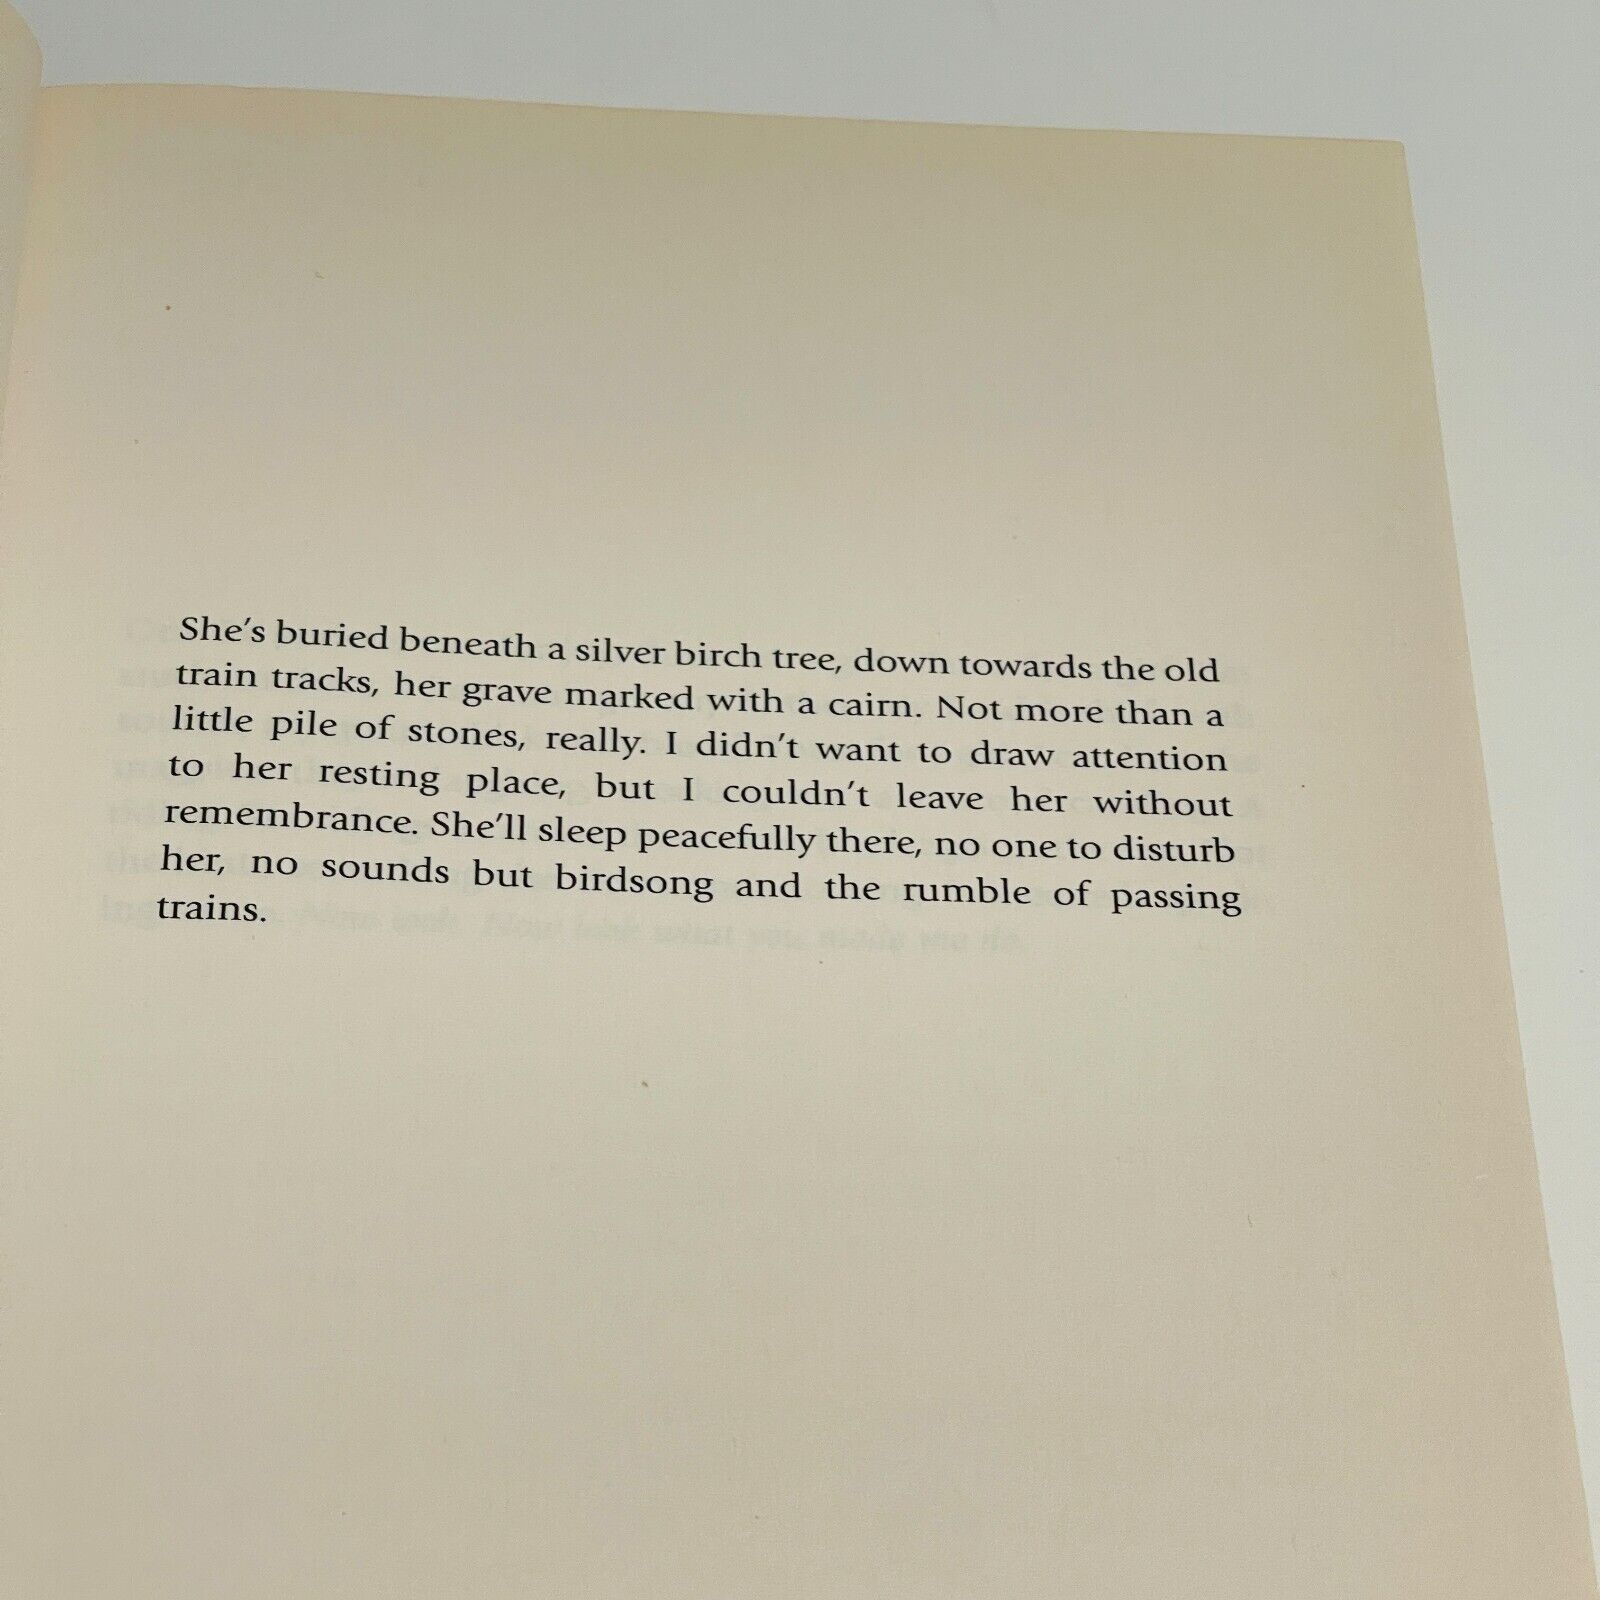 She's buried beneath a silver birch tree, down towards the old
train tracks, her grave marked with a cairn. Not more than a
little pile of stones, really. I didn't want to draw attention
to her resting place, but I couldn't leave her without
remembrance. She'll sleep peacefully there, no one to disturb
her, no sounds but birdsong and the rumble of passing
trains.